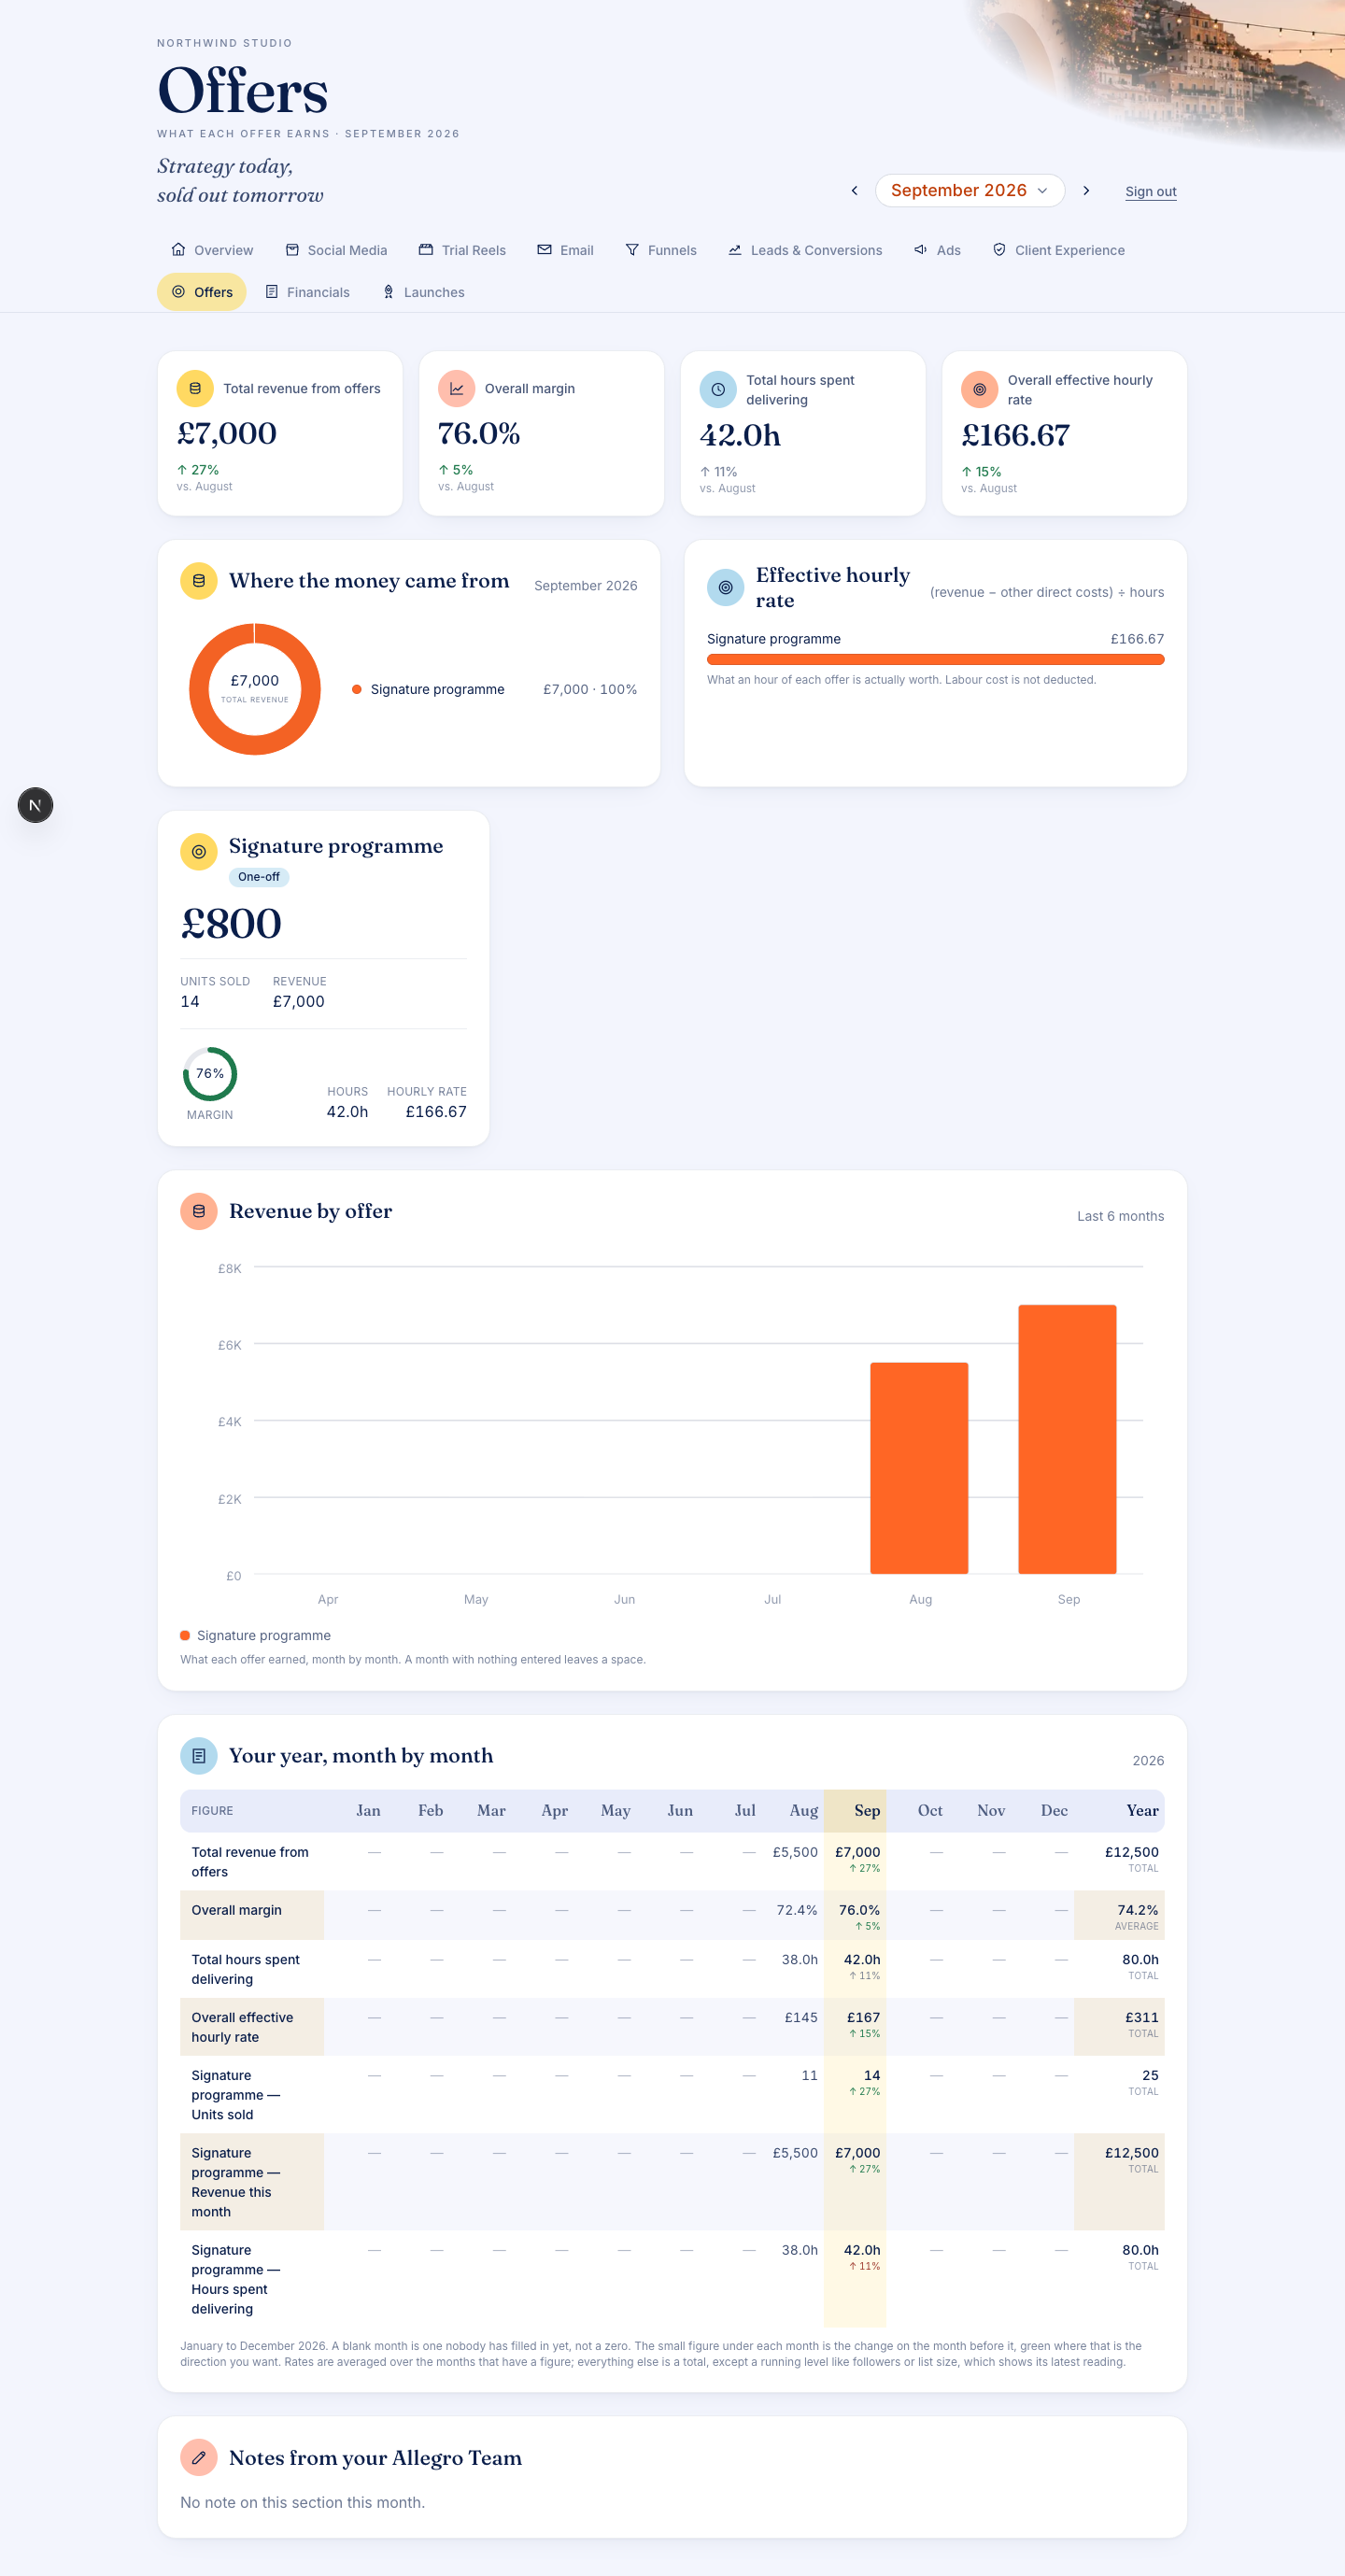 NORTHWIND STUDIO
Offers
WHAT EACH OFFER EARNS · SEPTEMBER 2026
Strategy today,
sold out tomorrow
September 2026
Sign out
Overview
Social Media
Trial Reels
Email
Funnels
Leads & Conversions
Ads
Client Experience
Offers
Financials
Launches
Total revenue from offers
£7,000
↑ 27%
vs. August
Overall margin
76.0%
↑ 5%
vs. August
Total hours spent
delivering
42.0h
↑ 11%
vs. August
Overall effective hourly
rate
£166.67
↑ 15%
vs. August
Where the money came from
September 2026
£7,000
TOTAL REVENUE
Signature programme
£7,000 · 100%
Effective hourly
rate
(revenue − other direct costs) ÷ hours
Signature programme
£166.67
What an hour of each offer is actually worth. Labour cost is not deducted.
N
Signature programme
One-off
£800
UNITS SOLD
14
REVENUE
£7,000
76%
MARGIN
HOURS
42.0h
HOURLY RATE
£166.67
Revenue by offer
Last 6 months
£8K
£6K
£4K
£2K
£0
Apr May Jun Jul Aug Sep
Signature programme
What each offer earned, month by month. A month with nothing entered leaves a space.
Your year, month by month
2026
FIGURE Jan Feb Mar Apr May Jun Jul Aug Sep Oct Nov Dec Year
Total revenue from — — — — — — — £5,500 £7,000 — — — £12,500
offers ↑ 27% TOTAL
Overall margin — — — — — — — 72.4% 76.0% — — — 74.2%
↑ 5% AVERAGE
Total hours spent — — — — — — — 38.0h 42.0h — — — 80.0h
delivering ↑ 11% TOTAL
Overall effective — — — — — — — £145 £167 — — — £311
hourly rate ↑ 15% TOTAL
Signature — — — — — — — 11 14 — — — 25
programme — ↑ 27% TOTAL
Units sold
Signature — — — — — — — £5,500 £7,000 — — — £12,500
programme — ↑ 27% TOTAL
Revenue this
month
Signature — — — — — — — 38.0h 42.0h — — — 80.0h
programme — ↑ 11% TOTAL
Hours spent
delivering
January to December 2026. A blank month is one nobody has filled in yet, not a zero. The small figure under each month is the change on the month before it, green where that is the
direction you want. Rates are averaged over the months that have a figure; everything else is a total, except a running level like followers or list size, which shows its latest reading.
Notes from your Allegro Team
No note on this section this month.